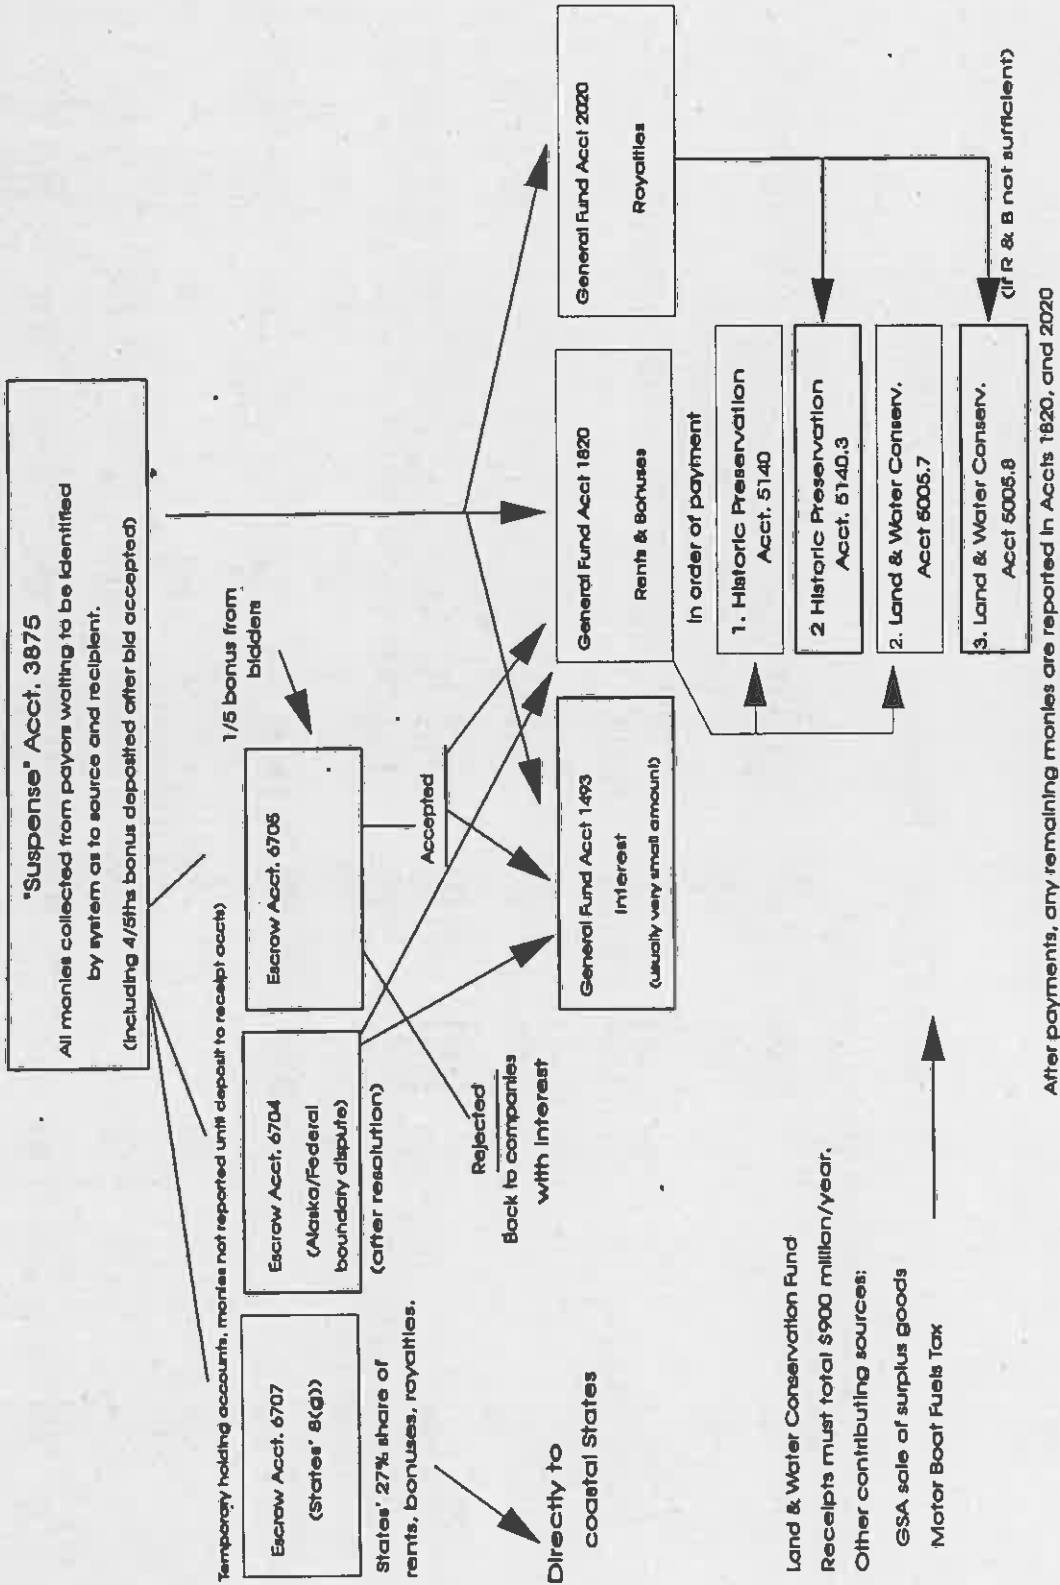 "Suspense" Acct. 3875
All monies collected from payors waiting to be identified
by system as to source and recipient.
(Including 4/5ths bonus deposited after bid accepted)
Temporary holding accounts, monies not reported until deposit to receipt accts)
1/5 bonus from
bidders
Escrow Acct. 6707
(States' 8(g))
Escrow Acct. 6704
(Alaska/Federal
boundary dispute)
Escrow Acct. 6705
States' 27% share of
rents, bonuses, royalties.
(after resolution)
Accepted
Rejected
Back to companies
with interest
Directly to
coastal States
General Fund Acct 1493
Interest
(usually very small amount)
General Fund Acct 1820
Rents & Bonuses
General Fund Acct 2020
Royalties
In order of payment
1. Historic Preservation
Acct. 5140
2 Historic Preservation
Acct. 5140.3
2. Land & Water Conserv.
Acct 5005.7
3. Land & Water Conserv.
Acct 5005.8
(If R & B not sufficient)
Land & Water Conservation Fund
Receipts must total $900 million/year.
Other contributing sources:
GSA sale of surplus goods
Motor Boat Fuels Tax
After payments, any remaining monies are reported in Accts 1820, and 2020